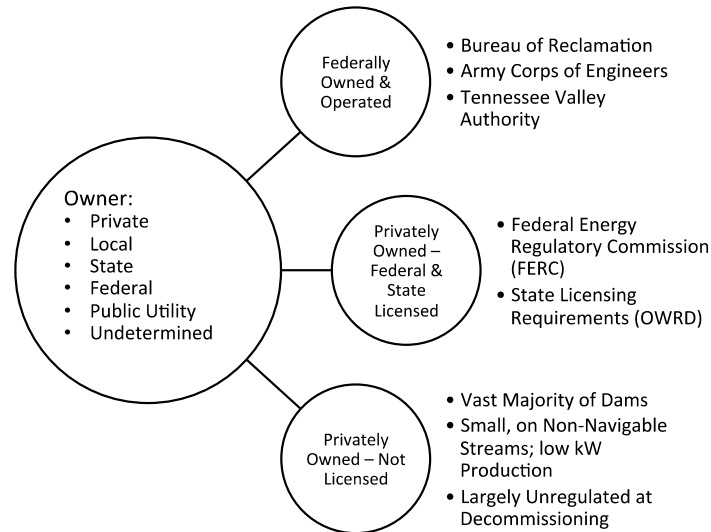 Owner:
• Private
• Local
• State
• Federal
• Public Utility
• Undetermined
Federally
Owned &
Operated
• Bureau of Reclamation
• Army Corps of Engineers
• Tennessee Valley
Authority
Privately
Owned –
Federal &
State
Licensed
• Federal Energy
Regulatory Commission
(FERC)
• State Licensing
Requirements (OWRD)
Privately
Owned – Not
Licensed
• Vast Majority of Dams
• Small, on Non-Navigable
Streams; low kW
Production
• Largely Unregulated at
Decommissioning